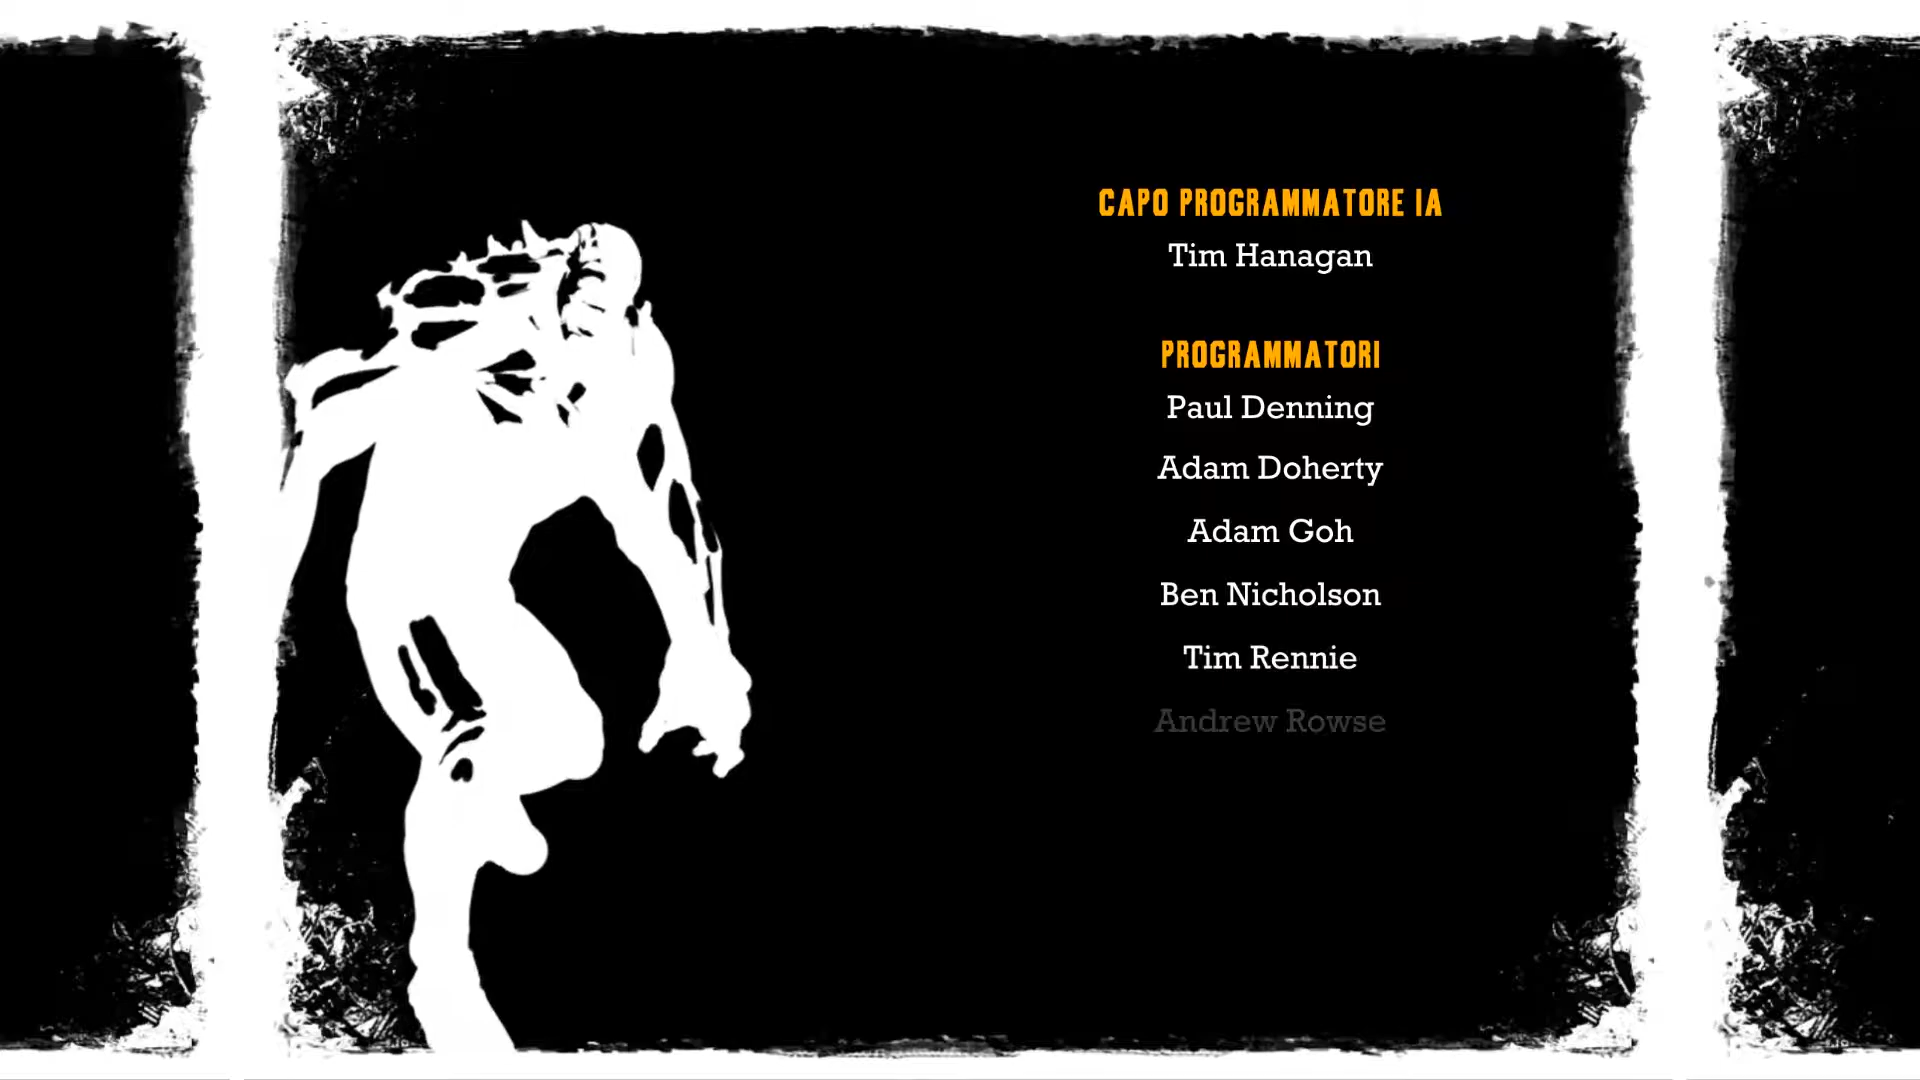 CAPO PROGRAMMATORE IA
Tim Hanagan
PROGRAMMATORI
Paul Denning
Adam Doherty
Adam Goh
Ben Nicholson
Tim Rennie
Andrew Rowse